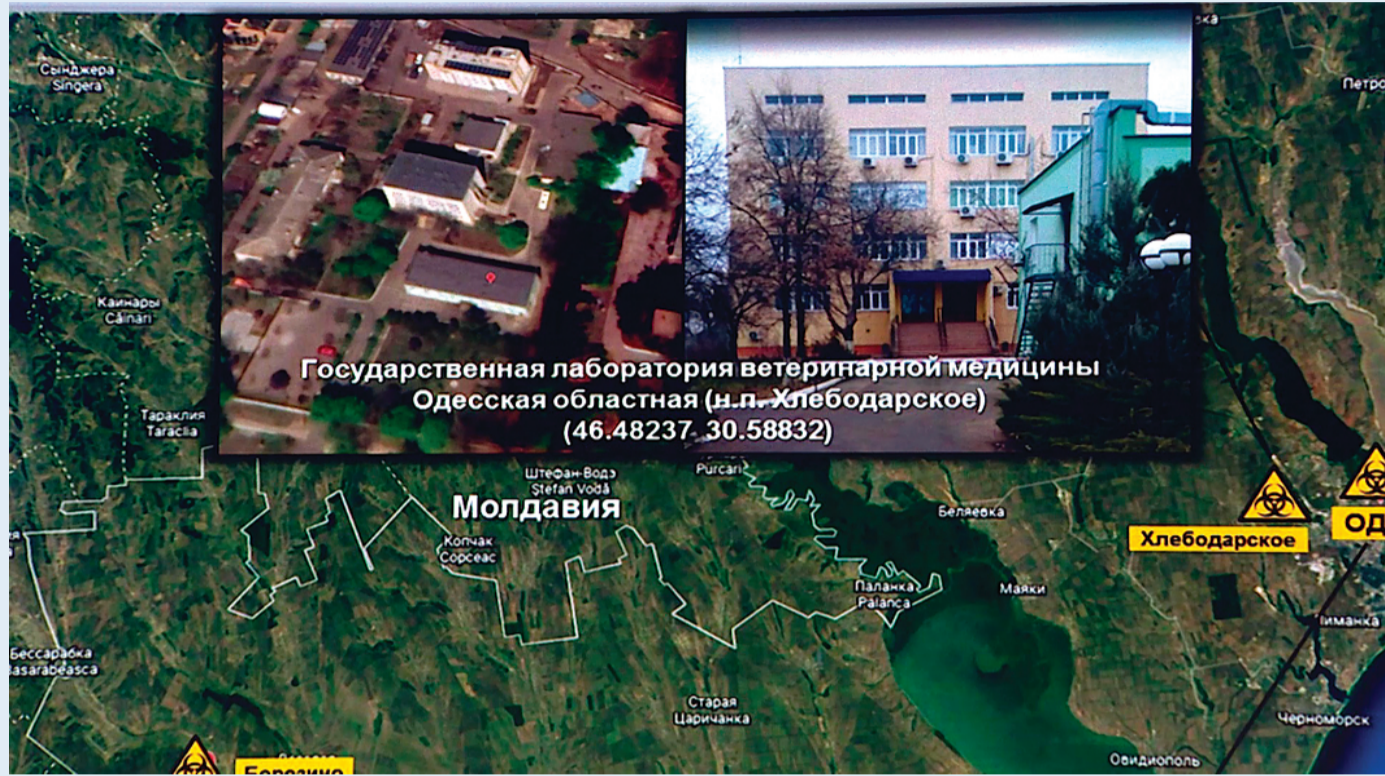 Сынджера
Singera
Петро
Каинары
Căinari
Государственная лаборатория ветеринарной медицины
Одесская областная (н.п. Хлебодарское)
(46.48237 30.58832)
Тараклия
Taraclia
Штефан-Водэ
Ștefan Vodă
Purcari
Молдавия
Копчак
Copceac
Беляевка
Хлебодарское
ОД
Паланка
Palanca
Маяки
Лиманка
Бессарабка
Basarabeasca
Старая
Царичанка
Черноморск
Овидиополь
Березино